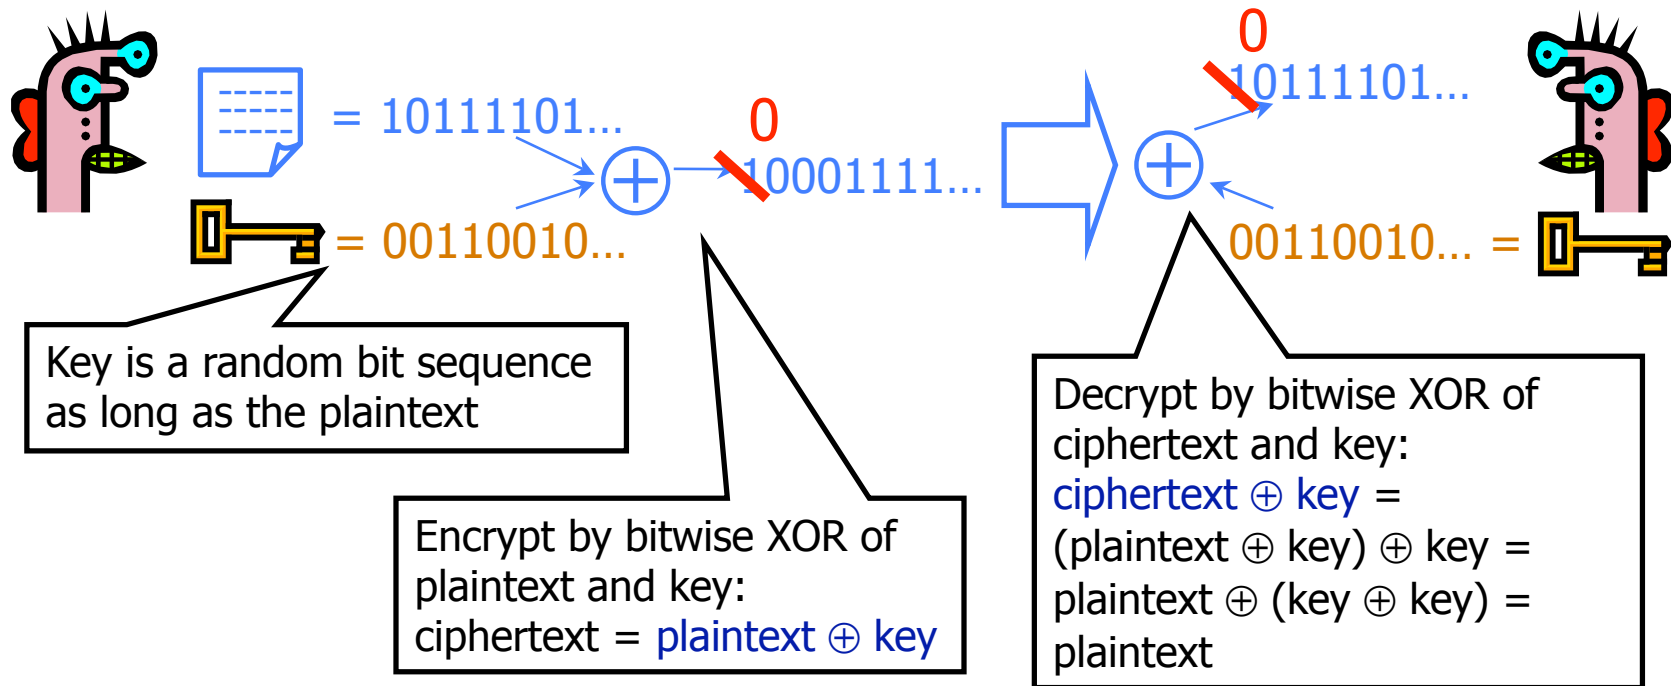 0
10111101...
= 10111101...
0
10001111...
= 00110010...
00110010... =
Key is a random bit sequence
as long as the plaintext
Encrypt by bitwise XOR of
plaintext and key:
ciphertext = plaintext ⊕ key
Decrypt by bitwise XOR of
ciphertext and key:
ciphertext ⊕ key =
(plaintext ⊕ key) ⊕ key =
plaintext ⊕ (key ⊕ key) =
plaintext